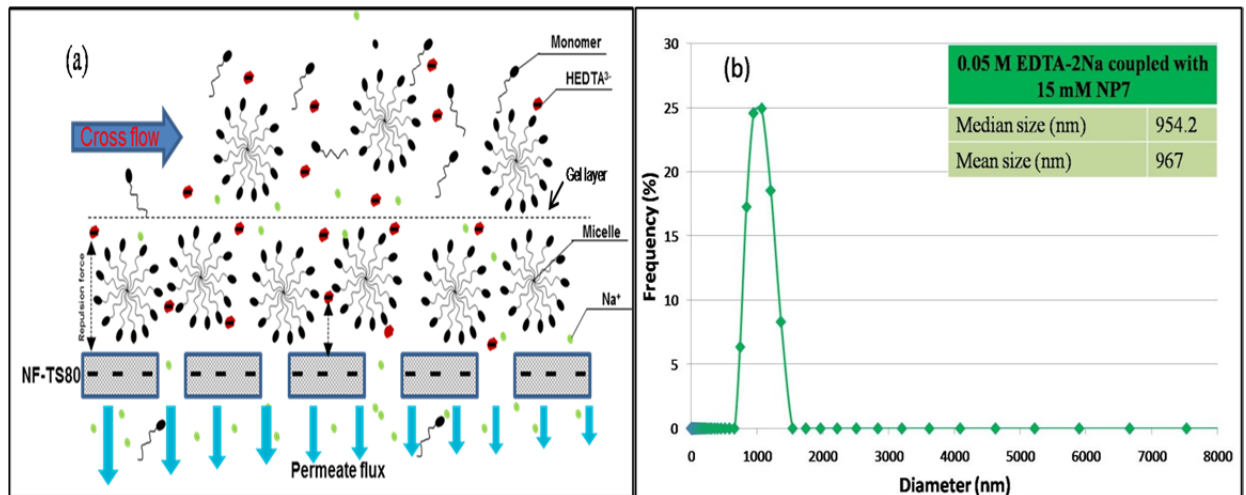 (a)
Monomer
HEDTA³⁻
Cross flow
Gel layer
Micelle
Repulsion force
Na⁺
NF-TS80
Permeate flux
(b)
0.05 M EDTA-2Na coupled with
15 mM NP7
Median size (nm) 954.2
Mean size (nm) 967
Frequency (%)
30
25
20
15
10
5
0
0 1000 2000 3000 4000 5000 6000 7000 8000
Diameter (nm)